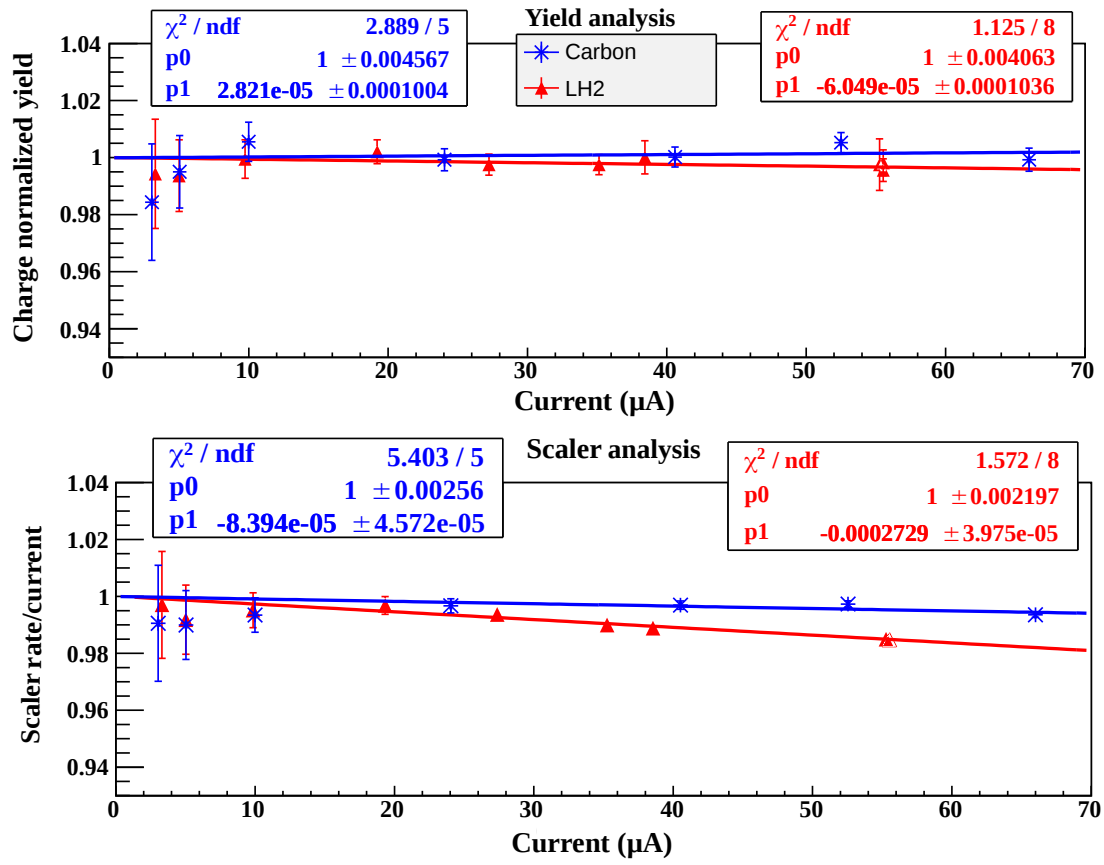 Yield analysis
χ² / ndf 2.889 / 5
p0 1 ±0.004567
p1 2.821e-05 ±0.0001004
Carbon
LH2
χ² / ndf 1.125 / 8
p0 1 ±0.004063
p1 -6.049e-05 ±0.0001036
Charge normalized yield
1.04
1.02
1
0.98
0.96
0.94
0 10 20 30 40 50 60 70
Current (μA)
Scaler analysis
χ² / ndf 5.403 / 5
p0 1 ±0.00256
p1 -8.394e-05 ±4.572e-05
χ² / ndf 1.572 / 8
p0 1 ±0.002197
p1 -0.0002729 ±3.975e-05
Scaler rate/current
1.04
1.02
1
0.98
0.96
0.94
0 10 20 30 40 50 60 70
Current (μA)